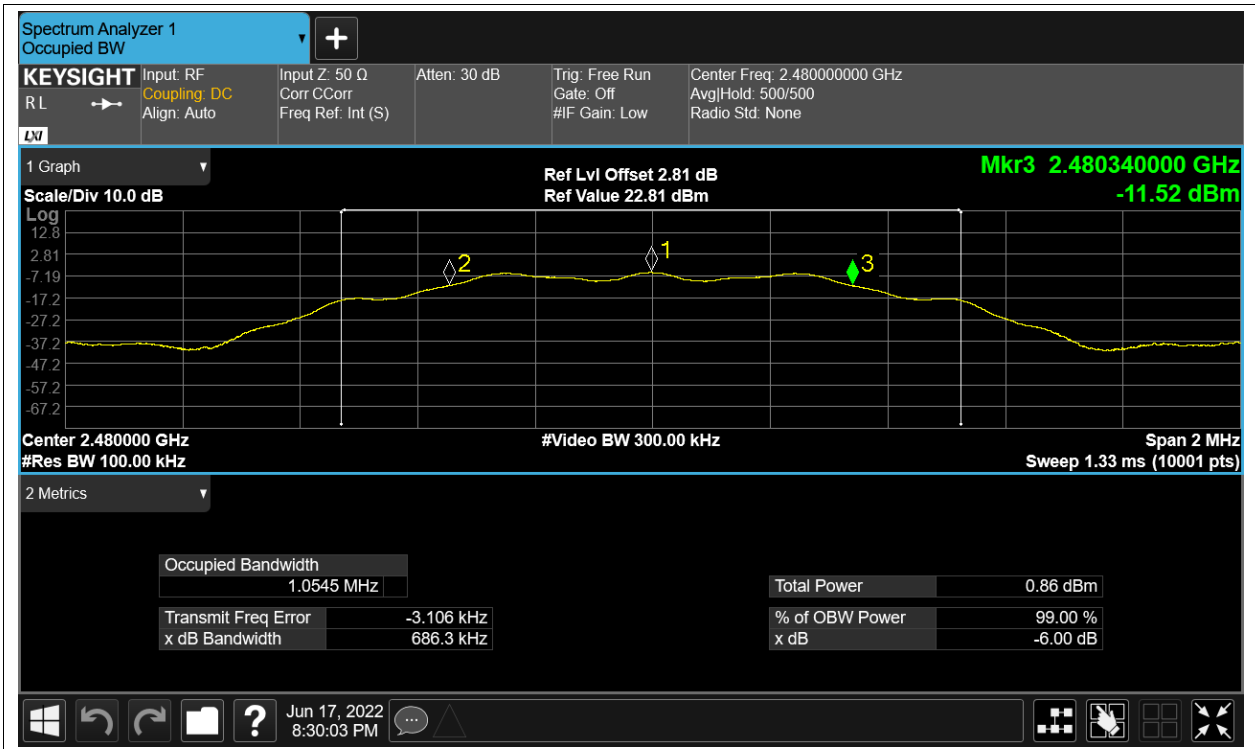 Spectrum Analyzer 1
Occupied BW
KEYSIGHT
R L
LXI
Input: RF
Coupling: DC
Align: Auto
Input Z: 50 Ω
Corr CCorr
Freq Ref: Int (S)
Atten: 30 dB
Trig: Free Run
Gate: Off
#IF Gain: Low
Center Freq: 2.480000000 GHz
Avg|Hold: 500/500
Radio Std: None
1 Graph
Scale/Div 10.0 dB
Ref Lvl Offset 2.81 dB
Ref Value 22.81 dBm
Mkr3 2.480340000 GHz
-11.52 dBm
Log
12.8
2.81
-7.19
-17.2
-27.2
-37.2
-47.2
-57.2
-67.2
2
1
3
Center 2.480000 GHz
#Res BW 100.00 kHz
#Video BW 300.00 kHz
Span 2 MHz
Sweep 1.33 ms (10001 pts)
2 Metrics
Occupied Bandwidth
1.0545 MHz
Transmit Freq Error -3.106 kHz
x dB Bandwidth 686.3 kHz
Total Power 0.86 dBm
% of OBW Power 99.00 %
x dB -6.00 dB
?
Jun 17, 2022
8:30:03 PM